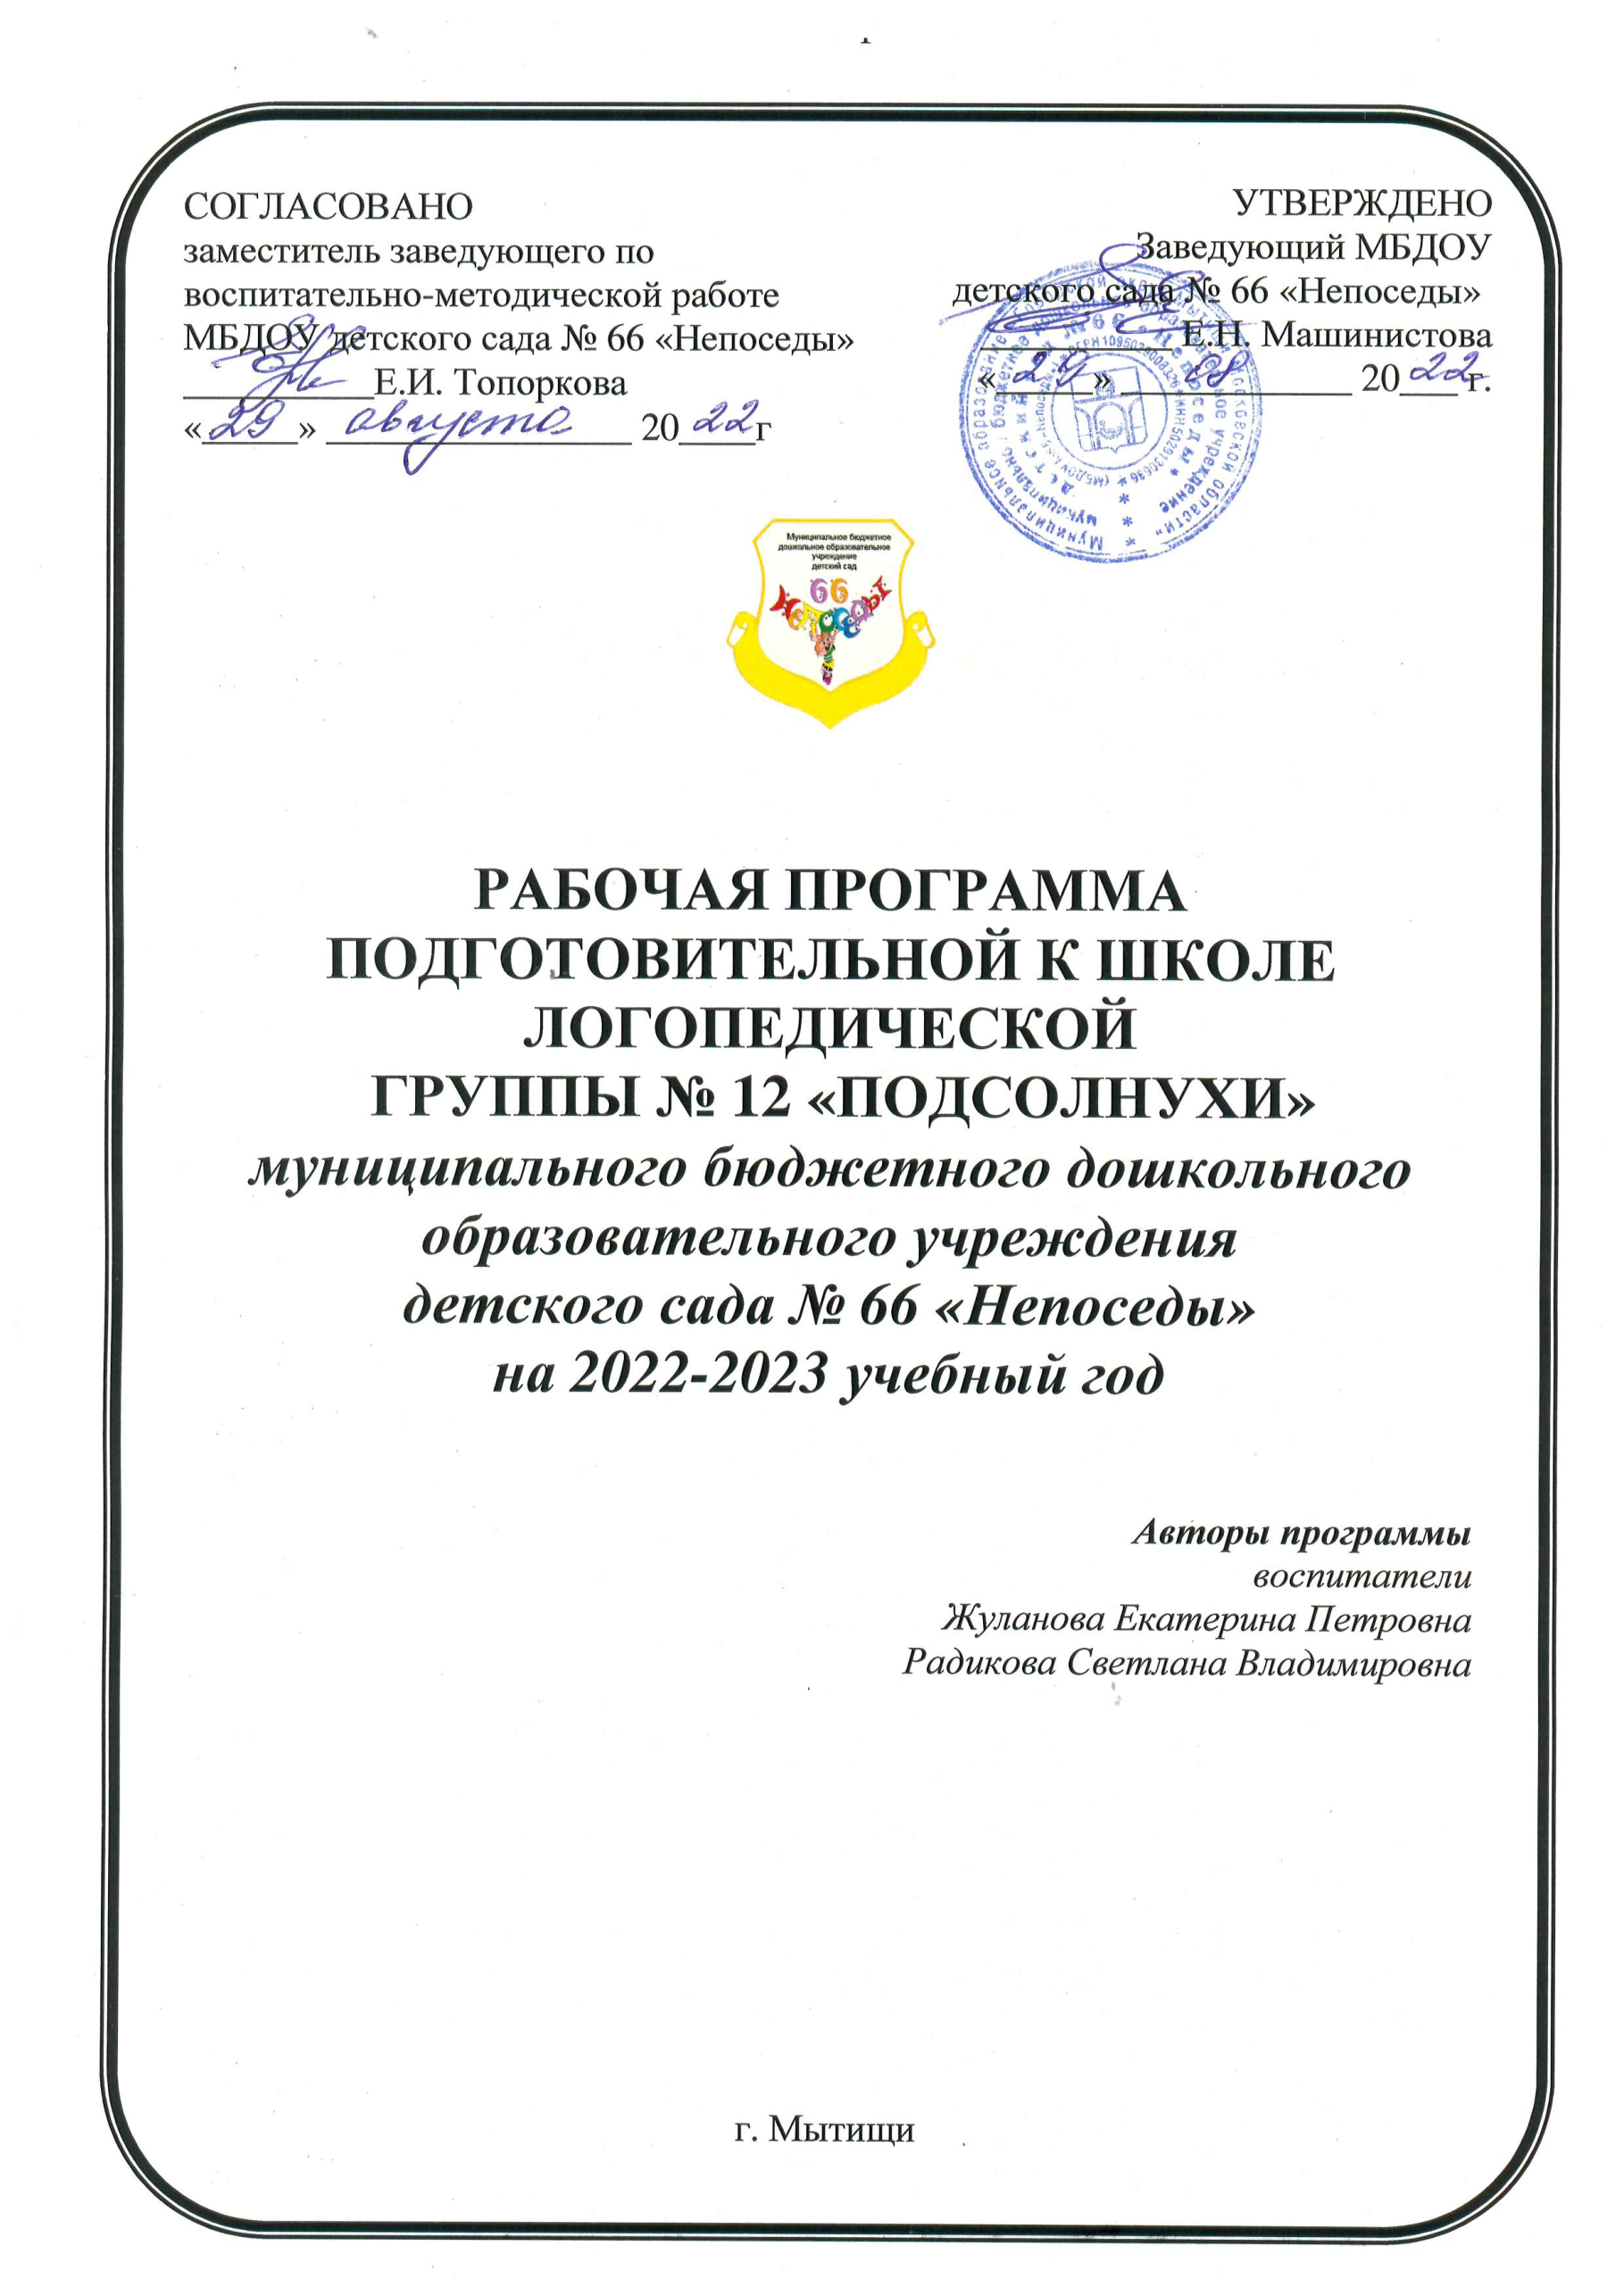 СОГЛАСОВАНО
заместитель заведующего по
воспитательно-методической работе
МБДОУ детского сада № 66 «Непоседы»
__________Е.И. Топоркова
«29» августа 2022г
УТВЕРЖДЕНО
Заведующий МБДОУ
детского сада № 66 «Непоседы»
Е.Н. Машинистова
«29» 08 2022г.
Муниципальное бюджетное
дошкольное образовательное
учреждение
детский сад
66
Непоседы
РАБОЧАЯ ПРОГРАММА
ПОДГОТОВИТЕЛЬНОЙ К ШКОЛЕ
ЛОГОПЕДИЧЕСКОЙ
ГРУППЫ № 12 «ПОДСОЛНУХИ»
муниципального бюджетного дошкольного
образовательного учреждения
детского сада № 66 «Непоседы»
на 2022-2023 учебный год
Авторы программы
воспитатели
Жуланова Екатерина Петровна
Радикова Светлана Владимировна
г. Мытищи